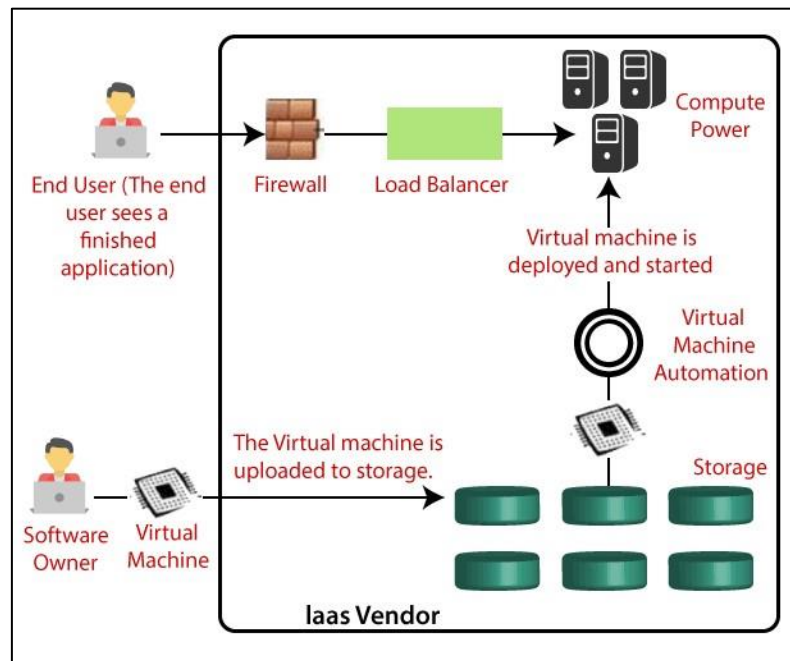 Compute
Power
End User (The end
user sees a
finished
application)
Firewall
Load Balancer
Virtual machine is
deployed and started
Virtual
Machine
Automation
The Virtual machine is
uploaded to storage.
Storage
Software
Owner
Virtual
Machine
Iaas Vendor